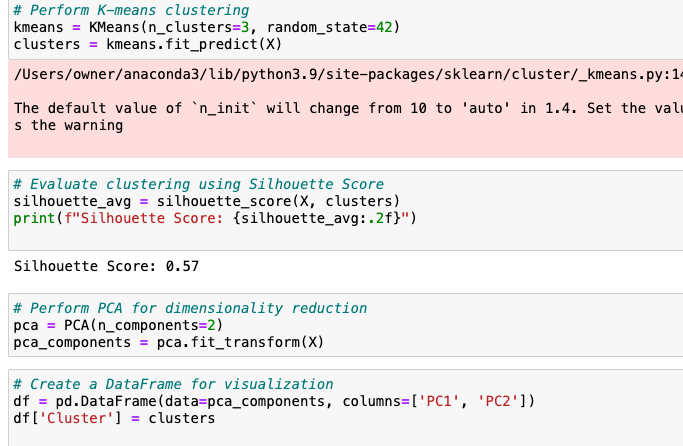 # Perform K-means clustering
kmeans = KMeans(n_clusters=3, random_state=42)
clusters = kmeans.fit_predict(X)
/Users/owner/anaconda3/lib/python3.9/site-packages/sklearn/cluster/_kmeans.py:14
The default value of `n_init` will change from 10 to 'auto' in 1.4. Set the valu
s the warning
# Evaluate clustering using Silhouette Score
silhouette_avg = silhouette_score(X, clusters)
print(f"Silhouette Score: {silhouette_avg:.2f}")
Silhouette Score: 0.57
# Perform PCA for dimensionality reduction
pca = PCA(n_components=2)
pca_components = pca.fit_transform(X)
# Create a DataFrame for visualization
df = pd.DataFrame(data=pca_components, columns=['PC1', 'PC2'])
df['Cluster'] = clusters